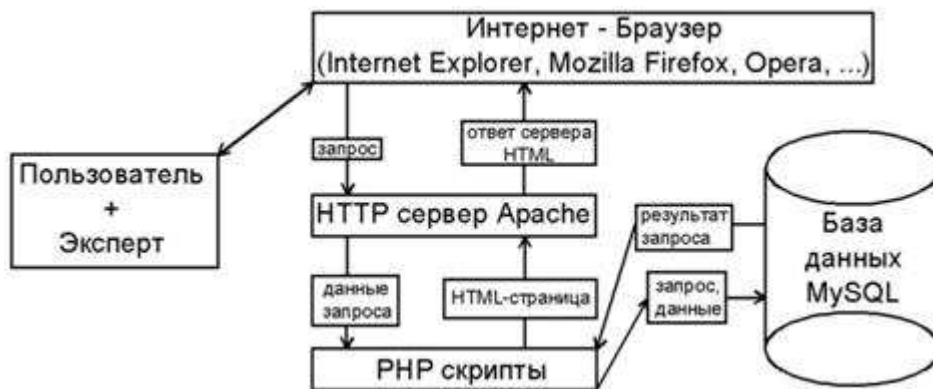 Интернет - Браузер
(Internet Explorer, Mozilla Firefox, Opera, ...)
запрос
ответ сервера
HTML
Пользователь
+
Эксперт
HTTP сервер Apache
результат
запроса
База
данных
MySQL
данные
запроса
HTML-страница
запрос,
данные
PHP скрипты